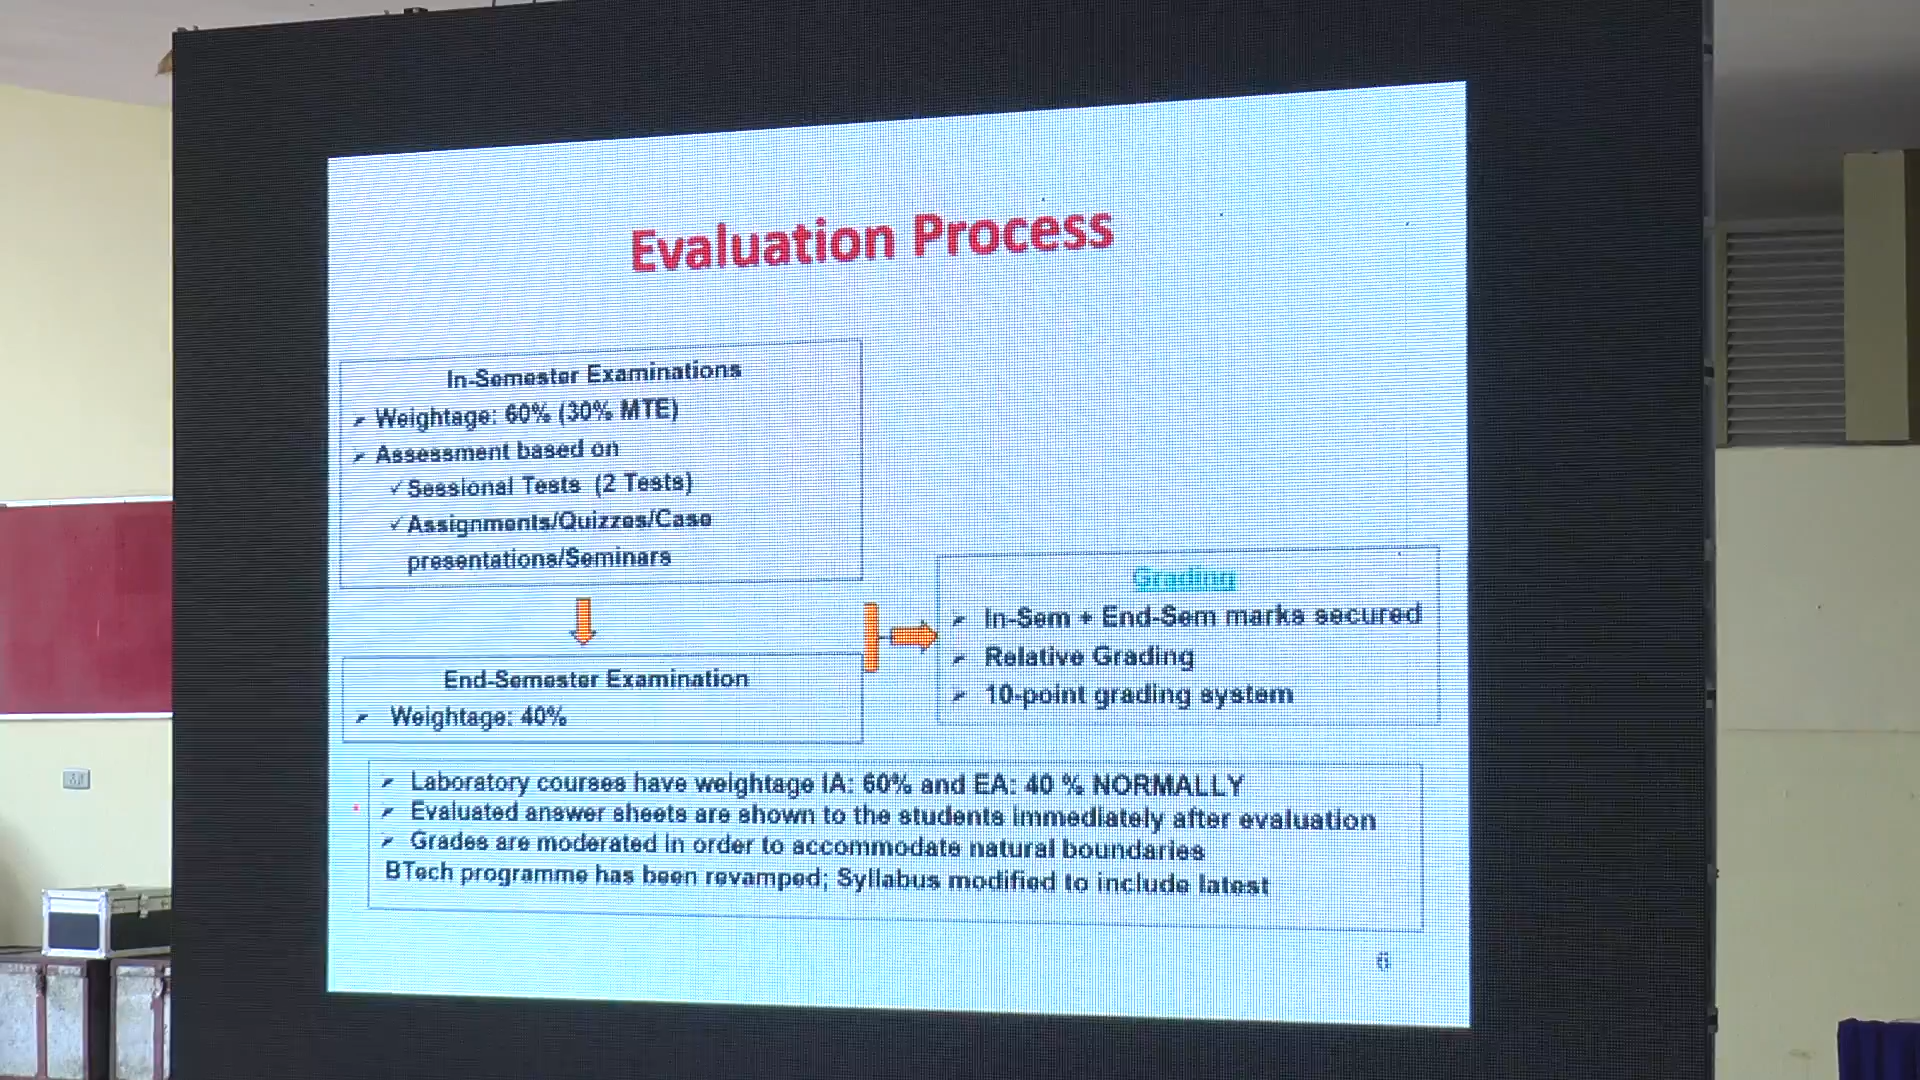 Evaluation Process
In-Semester Examinations
➢ Weightage: 60% (30% MTE)
➢ Assessment based on
✓Sessional Tests (2 Tests)
✓Assignments/Quizzes/Case
presentations/Seminars
End-Semester Examination
➢ Weightage: 40%
Grading
➢ In-Sem + End-Sem marks secured
➢ Relative Grading
➢ 10-point grading system
➢ Laboratory courses have weightage IA: 60% and EA: 40 % NORMALLY
➢ Evaluated answer sheets are shown to the students immediately after evaluation
➢ Grades are moderated in order to accommodate natural boundaries
BTech programme has been revamped; Syllabus modified to include latest
6